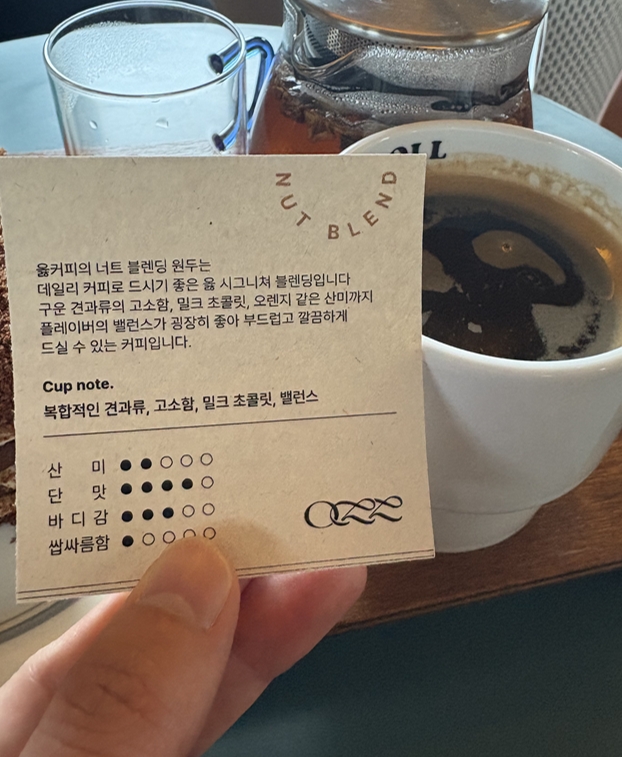 NUT BLEND
옳커피의 너트 블렌딩 원두는
데일리 커피로 드시기 좋은 옳 시그니쳐 블렌딩입니다
구운 견과류의 고소함, 밀크 초콜릿, 오렌지 같은 산미까지
플레이버의 밸런스가 굉장히 좋아 부드럽고 깔끔하게
드실 수 있는 커피입니다.
Cup note.
복합적인 견과류, 고소함, 밀크 초콜릿, 밸런스
산 미
단 맛
바 디 감
쌉싸름함